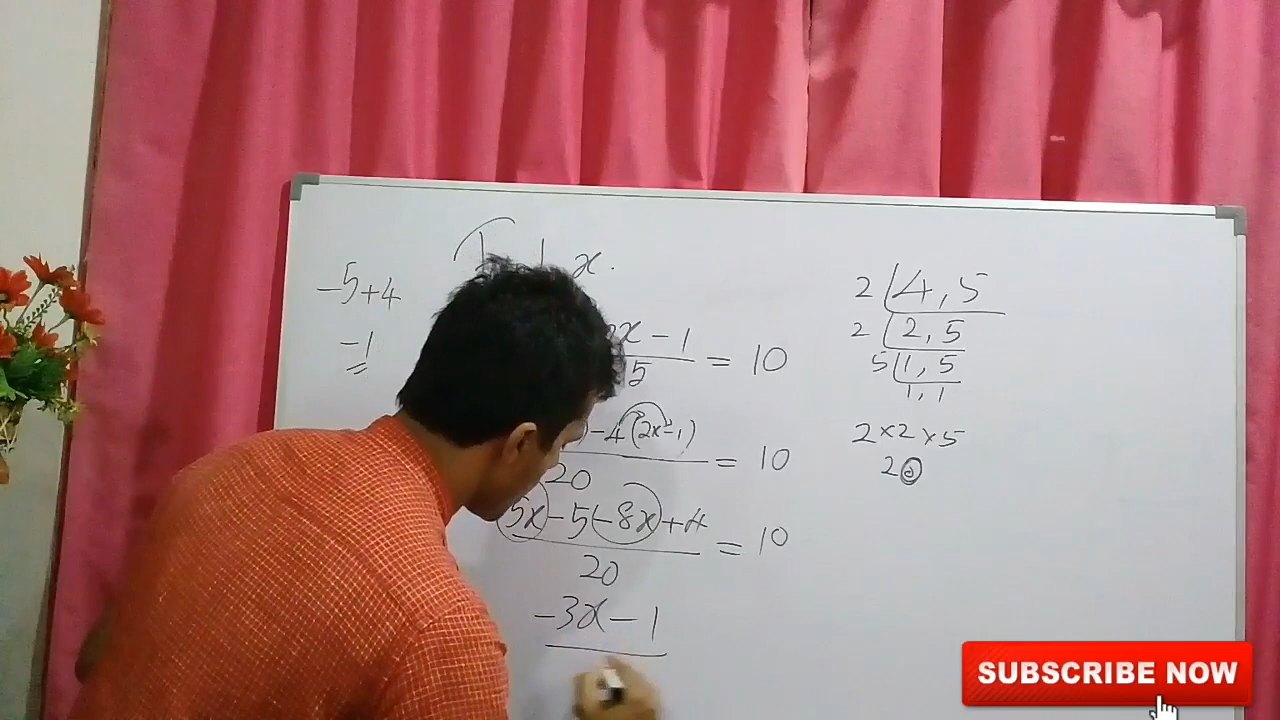 x.
-5+4
-1
x - 1
5
= 10
-4(2x-1)
20
= 10
5x - 5 - 8x + 4
20
= 10
-3x - 1
2 4, 5
2 2, 5
5 1, 5
1, 1
2 × 2 × 5
20
SUBSCRIBE NOW